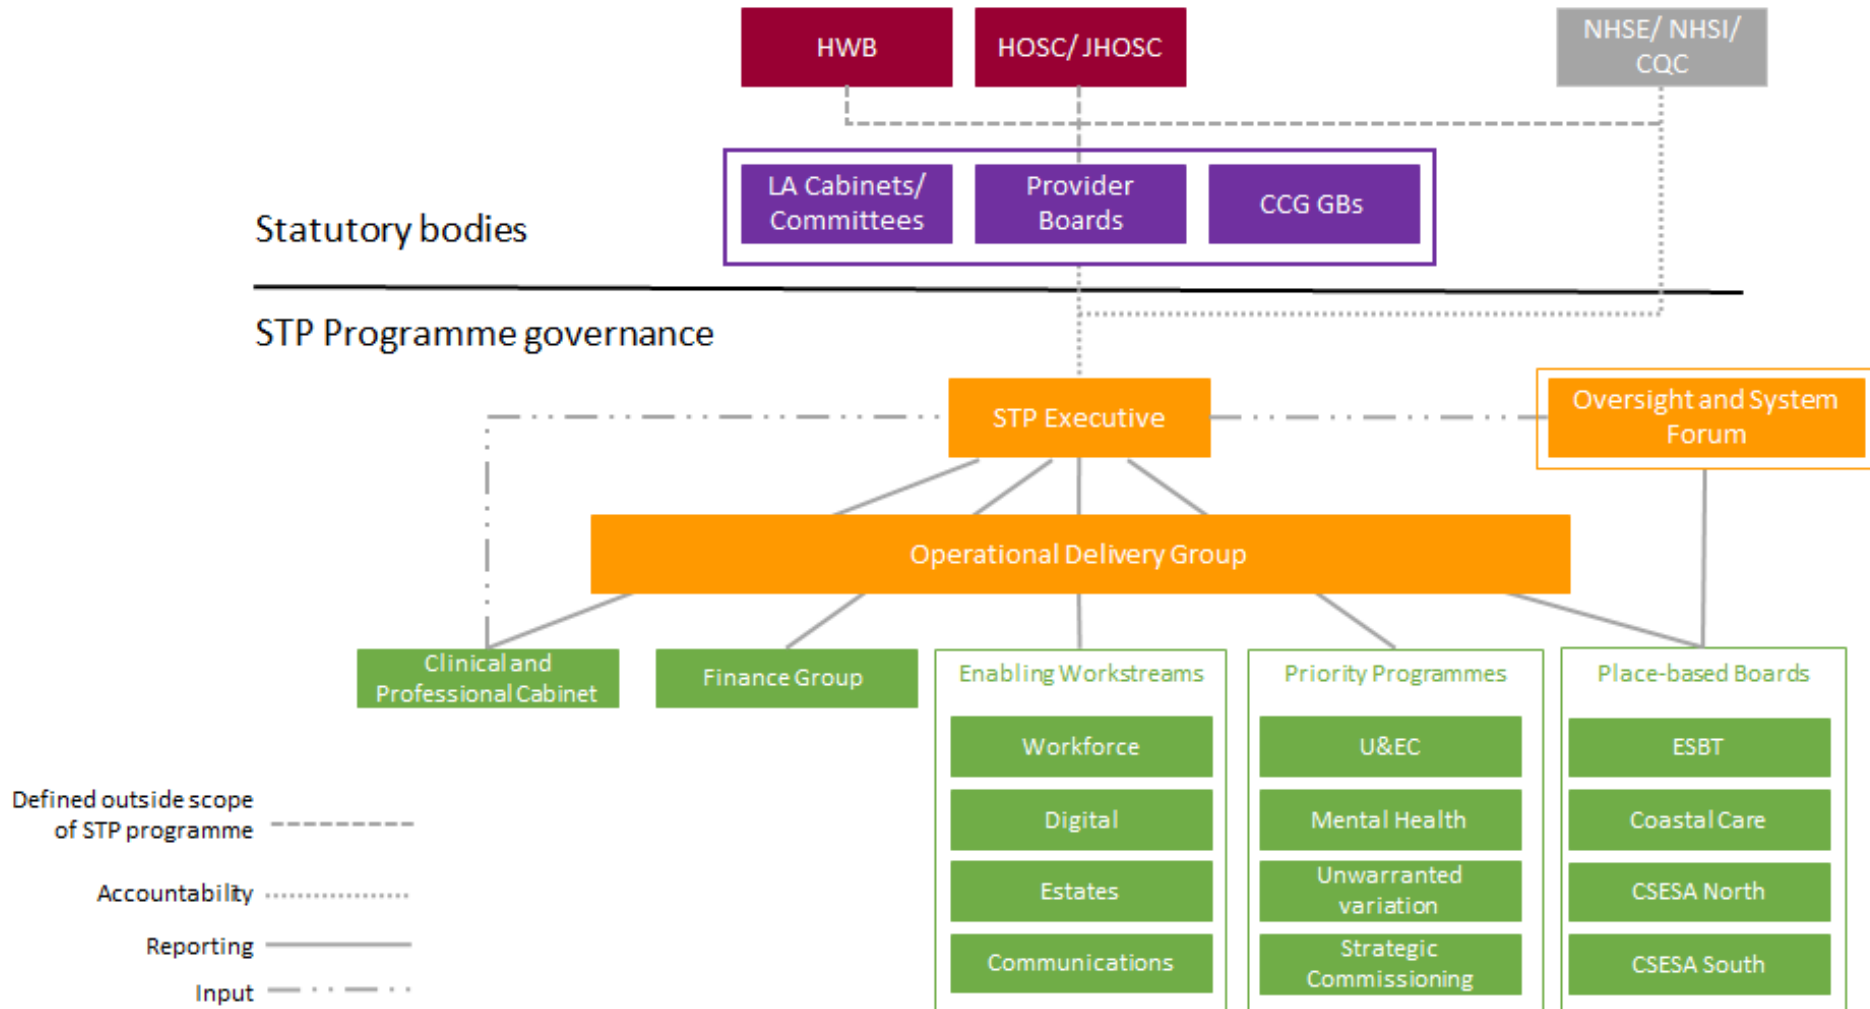 HWB
HOSC/ JHOSC
NHSE/ NHSI/
CQC
LA Cabinets/
Committees
Provider
Boards
CCG GBs
Statutory bodies
STP Programme governance
STP Executive
Oversight and System
Forum
Operational Delivery Group
Clinical and
Professional Cabinet
Finance Group
Enabling Workstreams
Workforce
Digital
Estates
Communications
Priority Programmes
U&EC
Mental Health
Unwarranted
variation
Strategic
Commissioning
Place-based Boards
ESBT
Coastal Care
CSESA North
CSESA South
Defined outside scope
of STP programme
Accountability
Reporting
Input